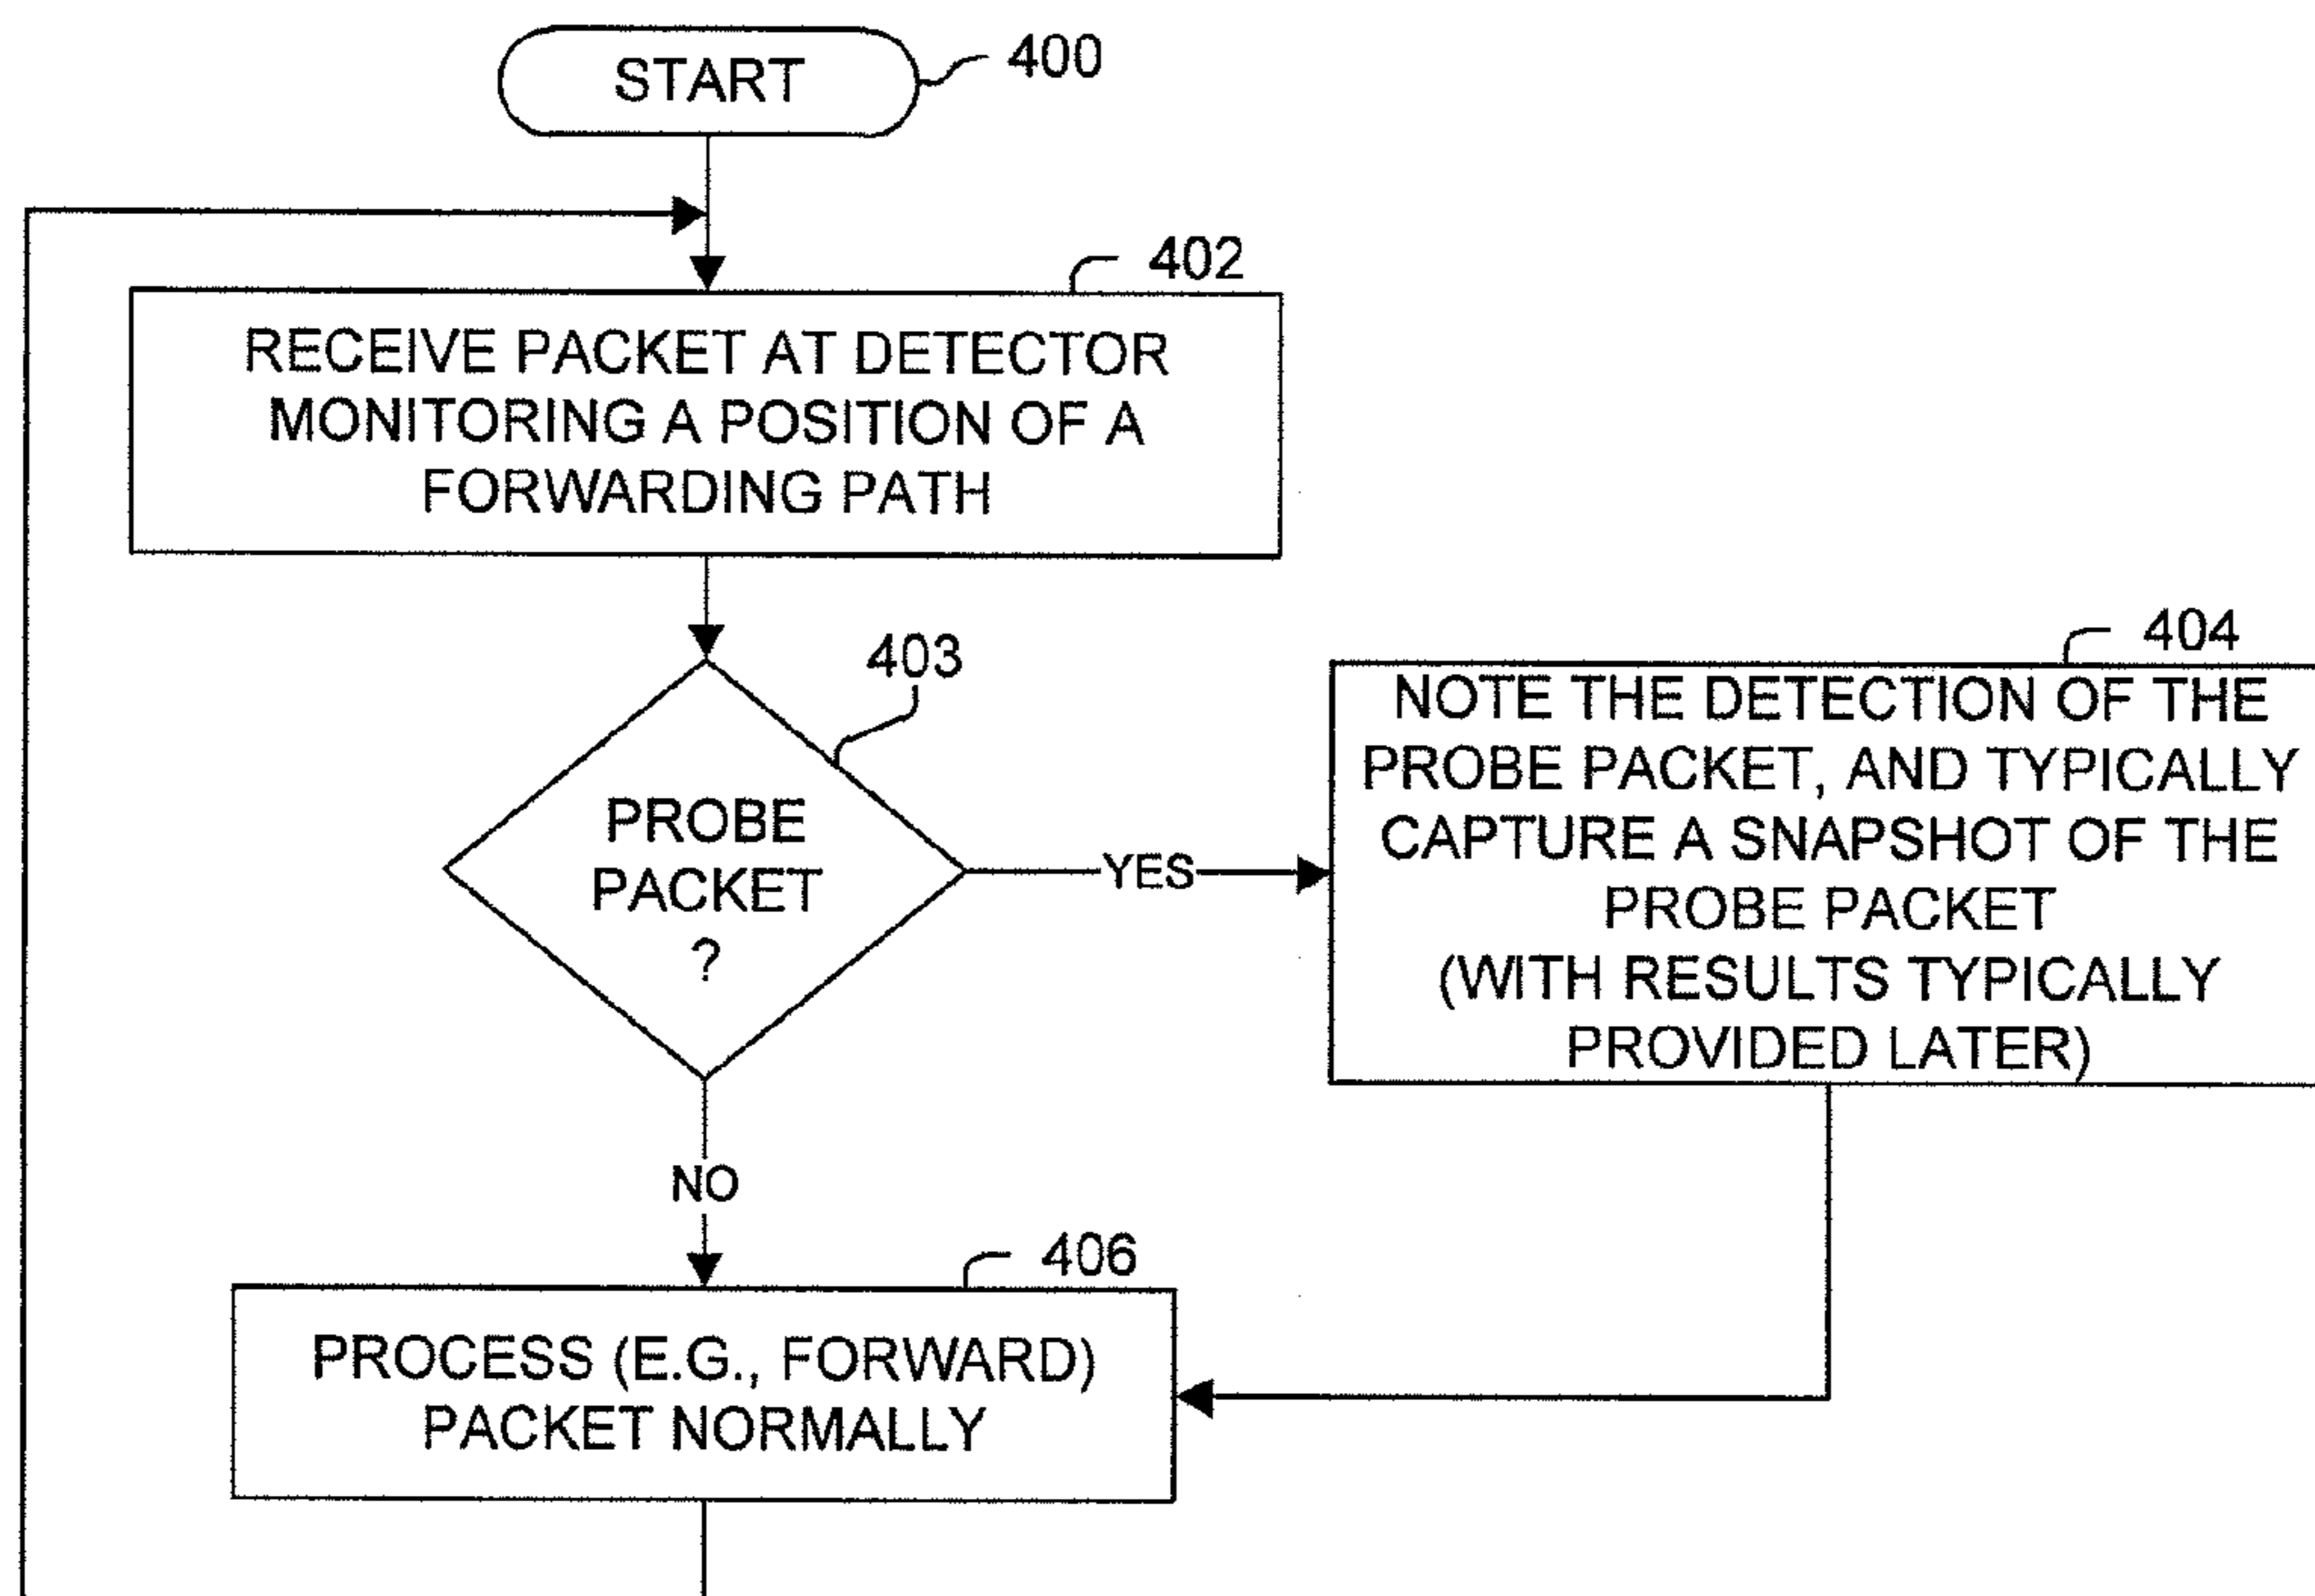 START
400
402
RECEIVE PACKET AT DETECTOR
MONITORING A POSITION OF A
FORWARDING PATH
403
PROBE
PACKET
?
YES
404
NOTE THE DETECTION OF THE
PROBE PACKET, AND TYPICALLY
CAPTURE A SNAPSHOT OF THE
PROBE PACKET
(WITH RESULTS TYPICALLY
PROVIDED LATER)
NO
406
PROCESS (E.G., FORWARD)
PACKET NORMALLY